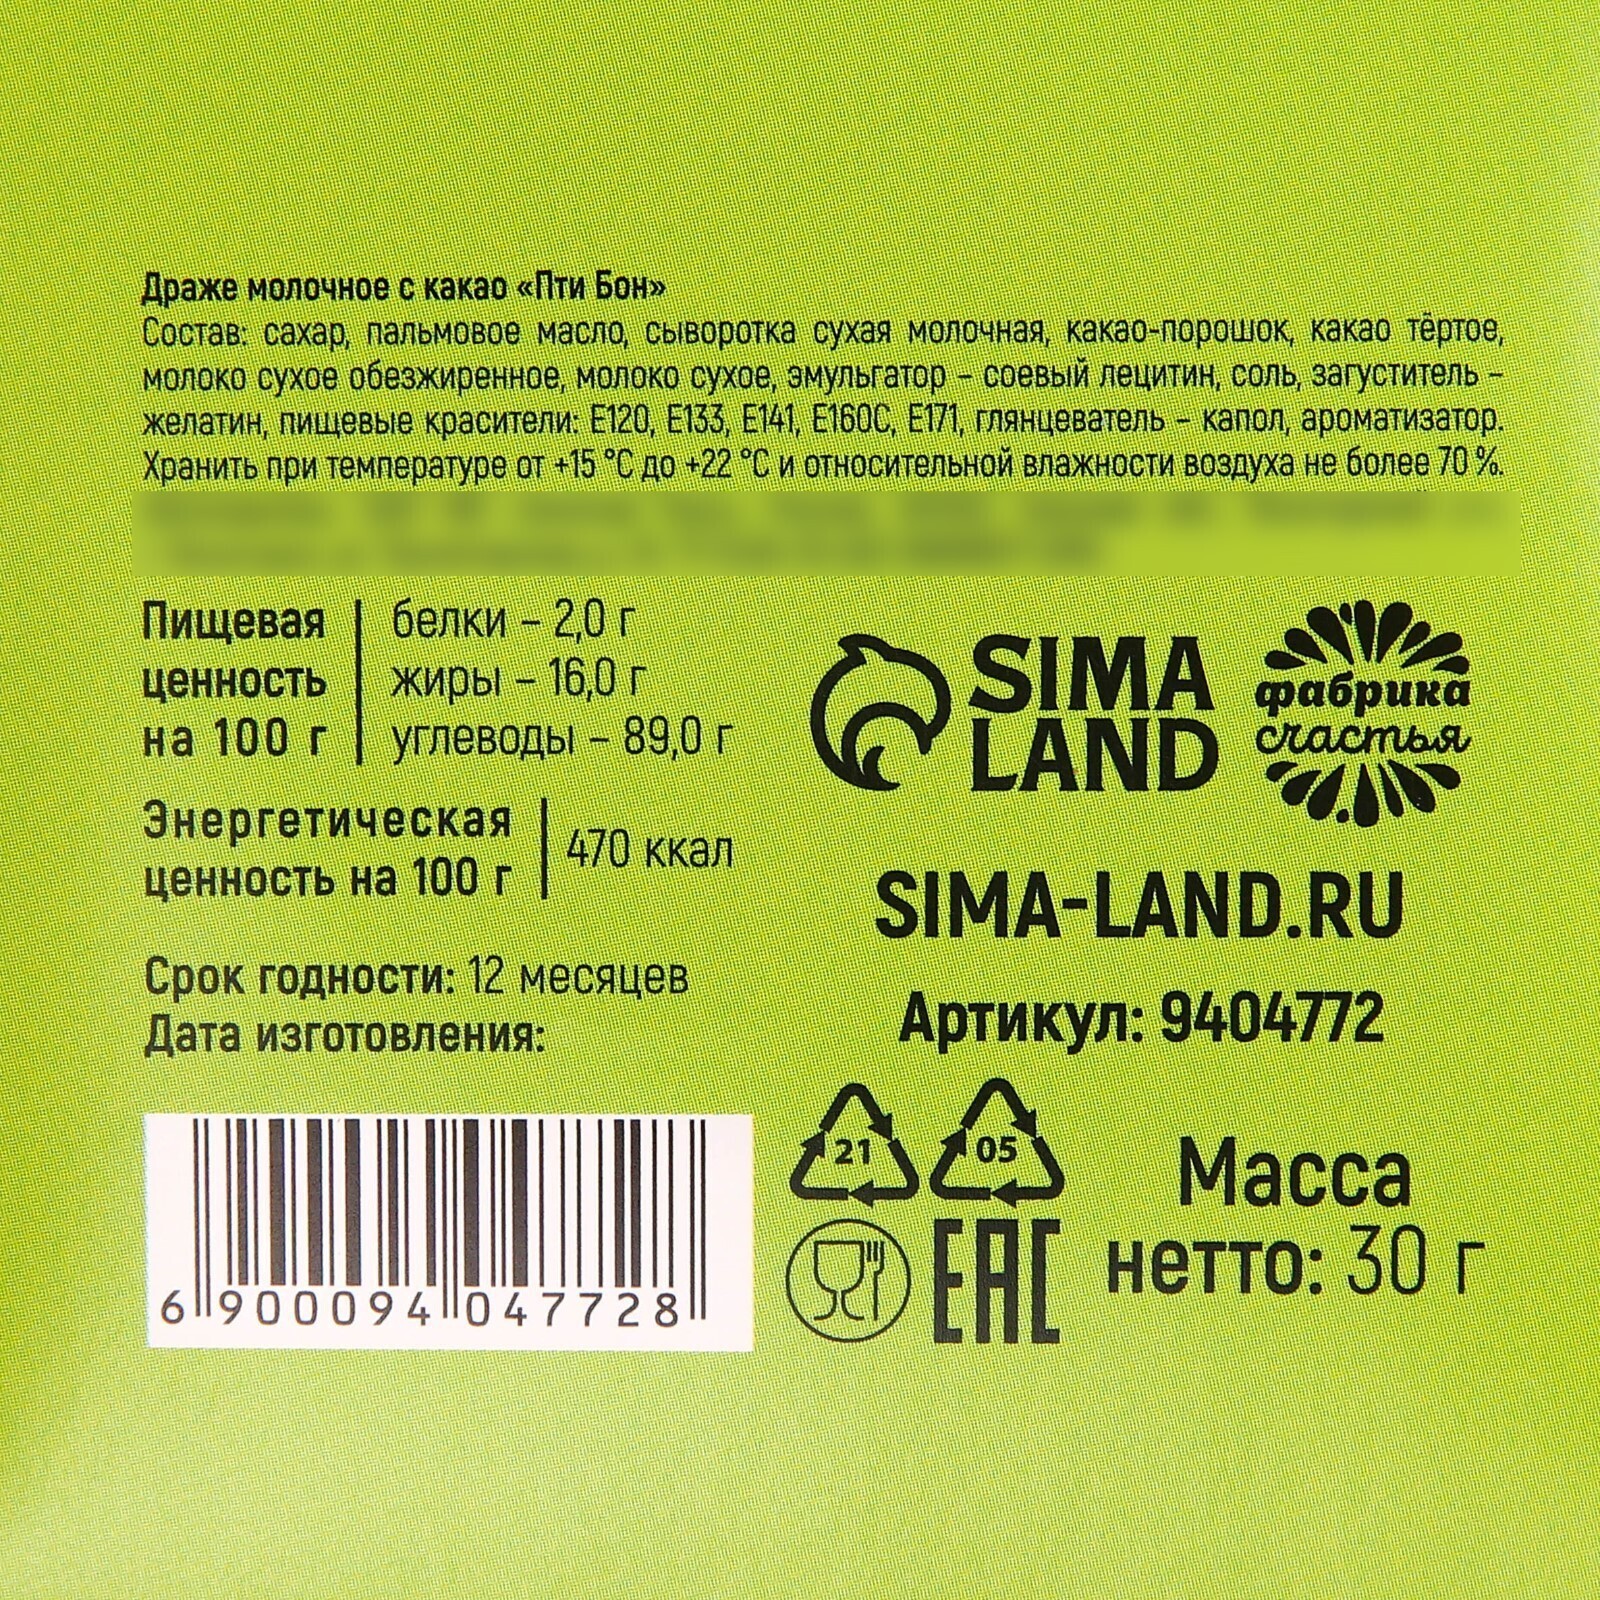 Драже молочное с какао «Пти Бон»
Состав: сахар, пальмовое масло, сыворотка сухая молочная, какао-порошок, какао тёртое,
молоко сухое обезжиренное, молоко сухое, эмульгатор – соевый лецитин, соль, загуститель –
желатин, пищевые красители: Е120, Е133, Е141, Е160С, Е171, глянцеватель – капол, ароматизатор.
Хранить при температуре от +15 °С до +22 °С и относительной влажности воздуха не более 70 %.
Пищевая
ценность
на 100 г
белки – 2,0 г
жиры – 16,0 г
углеводы – 89,0 г
Энергетическая
ценность на 100 г
470 ккал
Срок годности: 12 месяцев
Дата изготовления:
6 900094 047728
SIMA
LAND
фабрика
счастья
SIMA-LAND.RU
Артикул: 9404772
21
05
EAC
Масса
нетто: 30 г